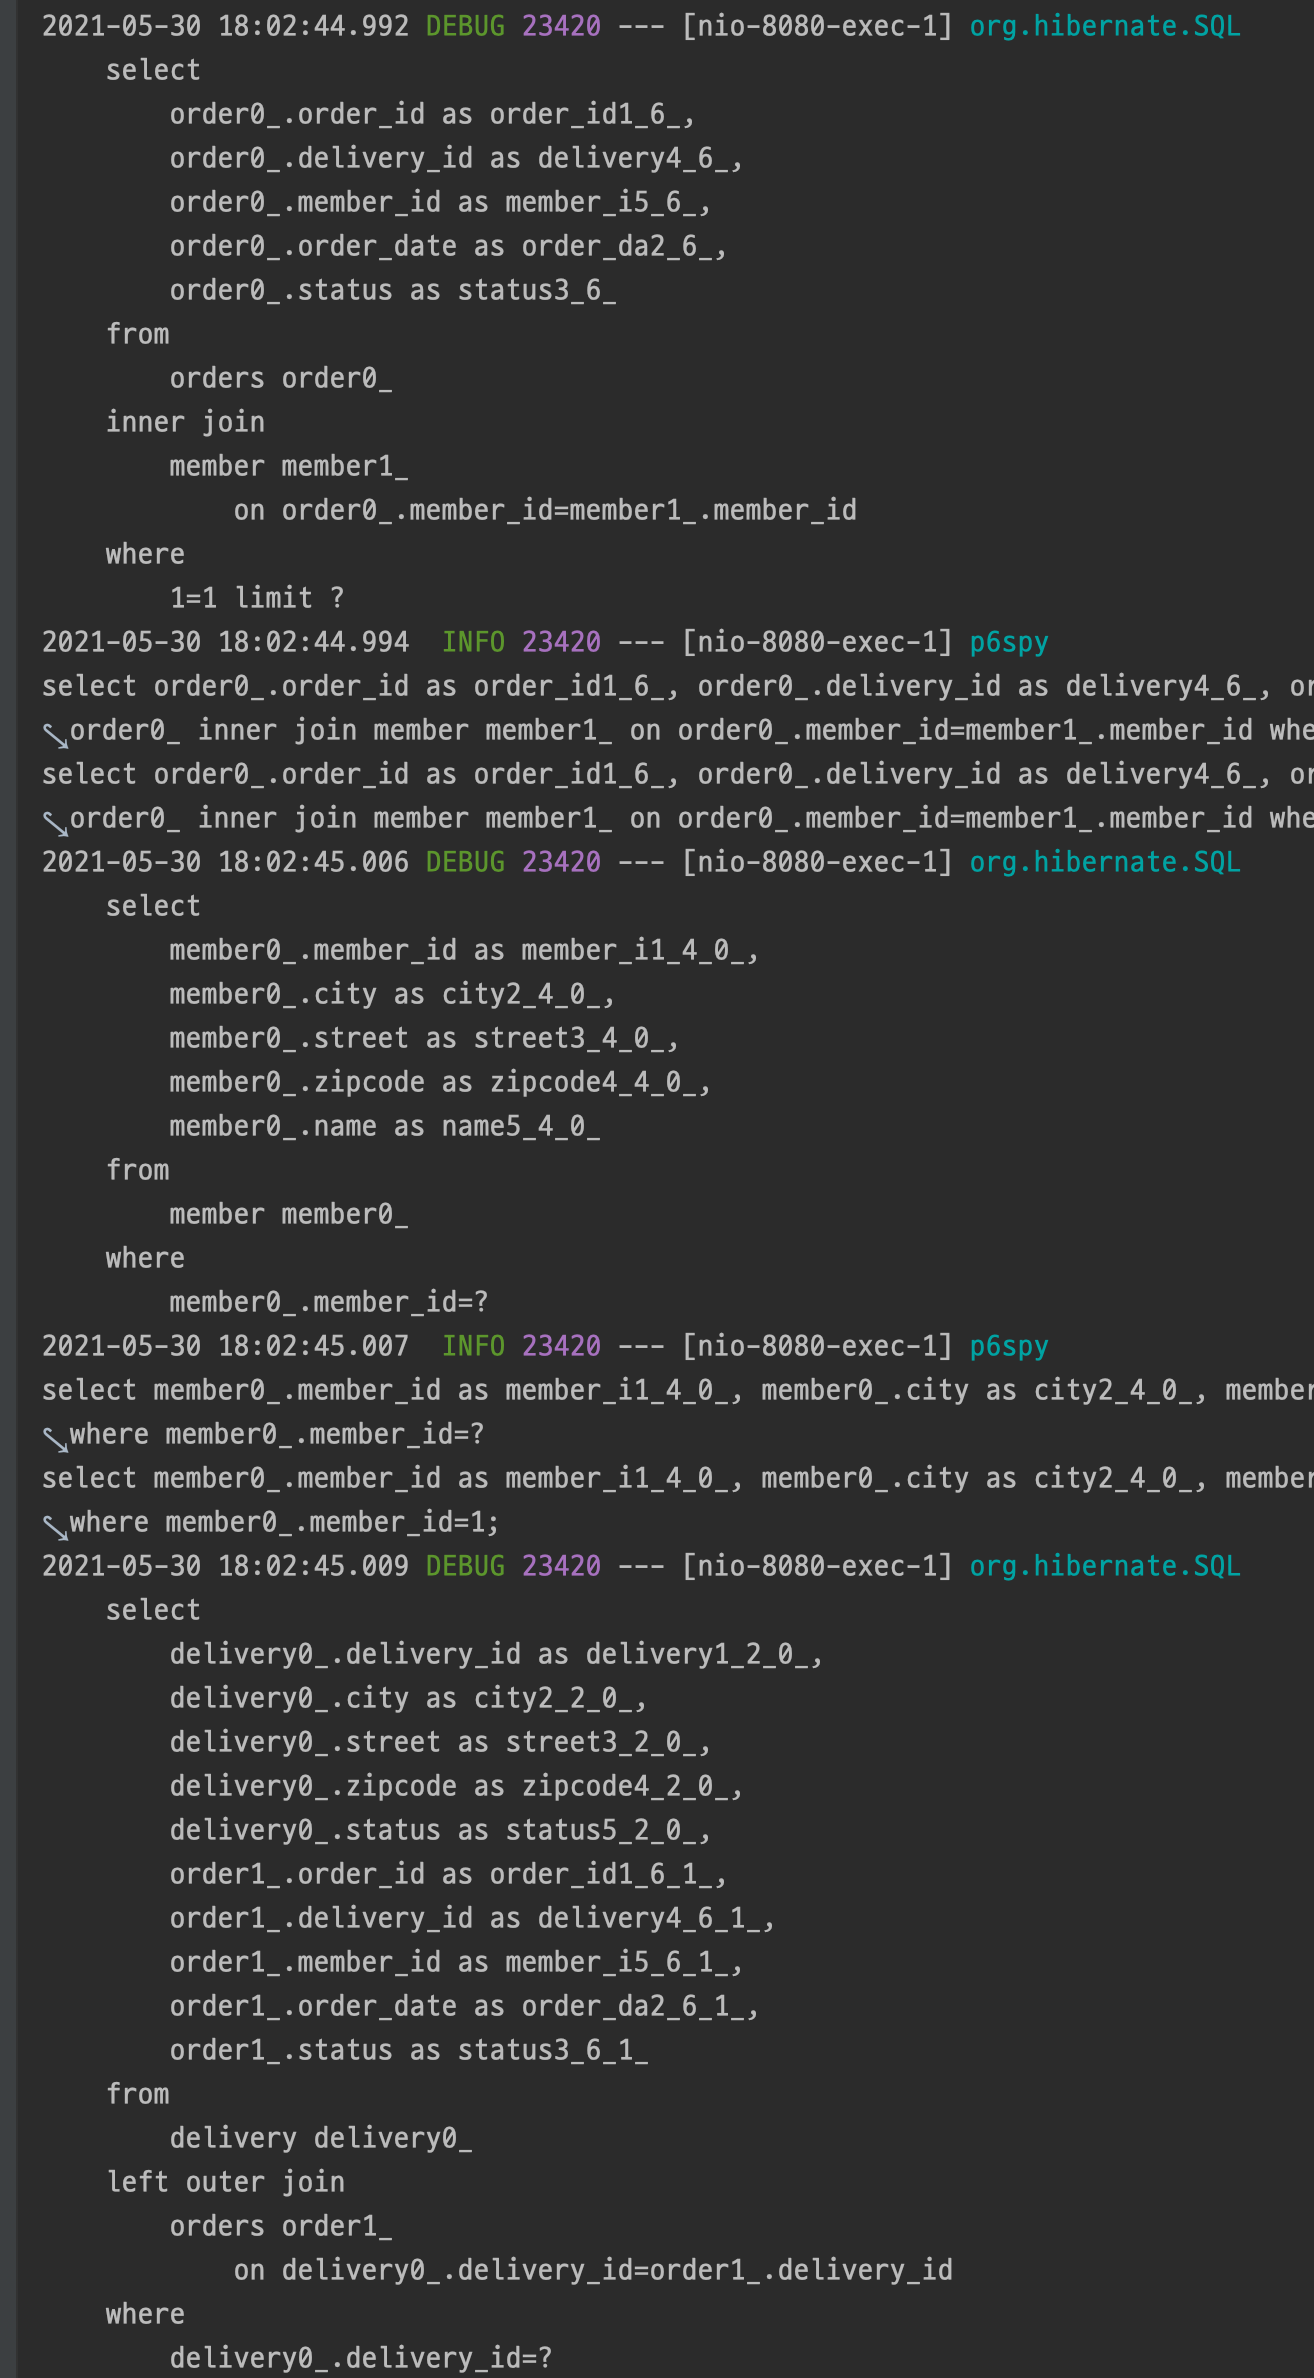 2021-05-30 18:02:44.992 DEBUG 23420 --- [nio-8080-exec-1] org.hibernate.SQL
    select
        order0_.order_id as order_id1_6_,
        order0_.delivery_id as delivery4_6_,
        order0_.member_id as member_i5_6_,
        order0_.order_date as order_da2_6_,
        order0_.status as status3_6_
    from
        orders order0_
    inner join
        member member1_
            on order0_.member_id=member1_.member_id
    where
        1=1 limit ?
2021-05-30 18:02:44.994  INFO 23420 --- [nio-8080-exec-1] p6spy
select order0_.order_id as order_id1_6_, order0_.delivery_id as delivery4_6_, or
order0_ inner join member member1_ on order0_.member_id=member1_.member_id whe
select order0_.order_id as order_id1_6_, order0_.delivery_id as delivery4_6_, or
order0_ inner join member member1_ on order0_.member_id=member1_.member_id whe
2021-05-30 18:02:45.006 DEBUG 23420 --- [nio-8080-exec-1] org.hibernate.SQL
    select
        member0_.member_id as member_i1_4_0_,
        member0_.city as city2_4_0_,
        member0_.street as street3_4_0_,
        member0_.zipcode as zipcode4_4_0_,
        member0_.name as name5_4_0_
    from
        member member0_
    where
        member0_.member_id=?
2021-05-30 18:02:45.007  INFO 23420 --- [nio-8080-exec-1] p6spy
select member0_.member_id as member_i1_4_0_, member0_.city as city2_4_0_, member
where member0_.member_id=?
select member0_.member_id as member_i1_4_0_, member0_.city as city2_4_0_, member
where member0_.member_id=1;
2021-05-30 18:02:45.009 DEBUG 23420 --- [nio-8080-exec-1] org.hibernate.SQL
    select
        delivery0_.delivery_id as delivery1_2_0_,
        delivery0_.city as city2_2_0_,
        delivery0_.street as street3_2_0_,
        delivery0_.zipcode as zipcode4_2_0_,
        delivery0_.status as status5_2_0_,
        order1_.order_id as order_id1_6_1_,
        order1_.delivery_id as delivery4_6_1_,
        order1_.member_id as member_i5_6_1_,
        order1_.order_date as order_da2_6_1_,
        order1_.status as status3_6_1_
    from
        delivery delivery0_
    left outer join
        orders order1_
            on delivery0_.delivery_id=order1_.delivery_id
    where
        delivery0_.delivery_id=?